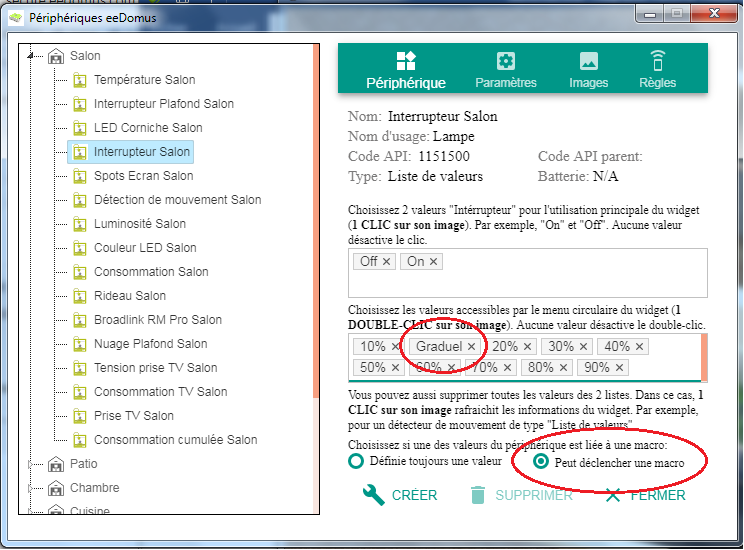 Périphériques eeDomus
Salon
Température Salon
Interrupteur Plafond Salon
LED Corniche Salon
Interrupteur Salon
Spots Ecran Salon
Détection de mouvement Salon
Luminosité Salon
Couleur LED Salon
Consommation Salon
Rideau Salon
Broadlink RM Pro Salon
Nuage Plafond Salon
Tension prise TV Salon
Consommation TV Salon
Prise TV Salon
Consommation cumulée Salon
Patio
Chambre
Cuisine
Périphérique Paramètres Images Règles
Nom: Interrupteur Salon
Nom d'usage: Lampe
Code API: 1151500 Code API parent:
Type: Liste de valeurs Batterie: N/A
Choisissez 2 valeurs "Intérrupteur" pour l'utilisation principale du widget
(1 CLIC sur son image). Par exemple, "On" et "Off". Aucune valeur
désactive le clic.
Off × On ×
Choisissez les valeurs accessibles par le menu circulaire du widget (1
DOUBLE-CLIC sur son image). Aucune valeur désactive le double-clic.
10% × Graduel × 20% × 30% × 40% ×
50% × 60% × 70% × 80% × 90% ×
Vous pouvez aussi supprimer toutes les valeurs des 2 listes. Dans ce cas, 1
CLIC sur son image rafraichit les informations du widget. Par exemple,
pour un détecteur de mouvement de type "Liste de valeurs"
Choisissez si une des valeurs du périphérique est liée à une macro:
Définie toujours une valeur Peut déclencher une macro
CRÉER SUPPRIMER FERMER